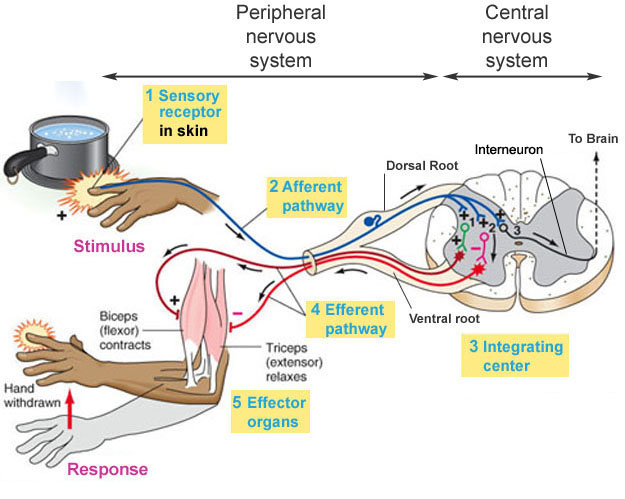 Peripheral
nervous
system
Central
nervous
system
1 Sensory
receptor
in skin
To Brain
Interneuron
Dorsal Root
2 Afferent
pathway
+
Stimulus
+
1
+
2
3
+
−
4 Efferent
pathway
Ventral root
+
−
Biceps
(flexor)
contracts
Triceps
(extensor)
relaxes
3 Integrating
center
Hand
withdrawn
5 Effector
organs
Response